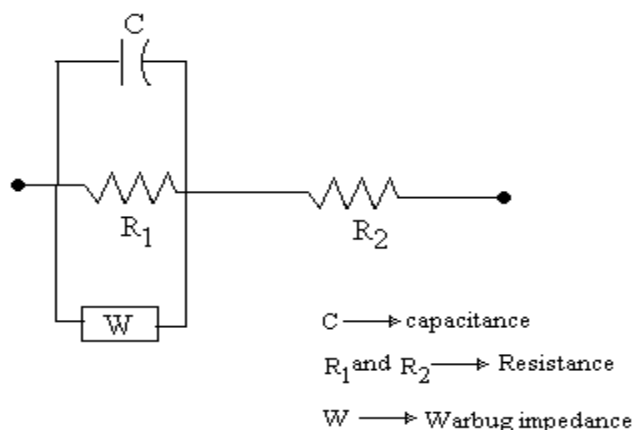 C
R1
R2
W
C → capacitance
R1 and R2 → Resistance
W → Warbug impedance